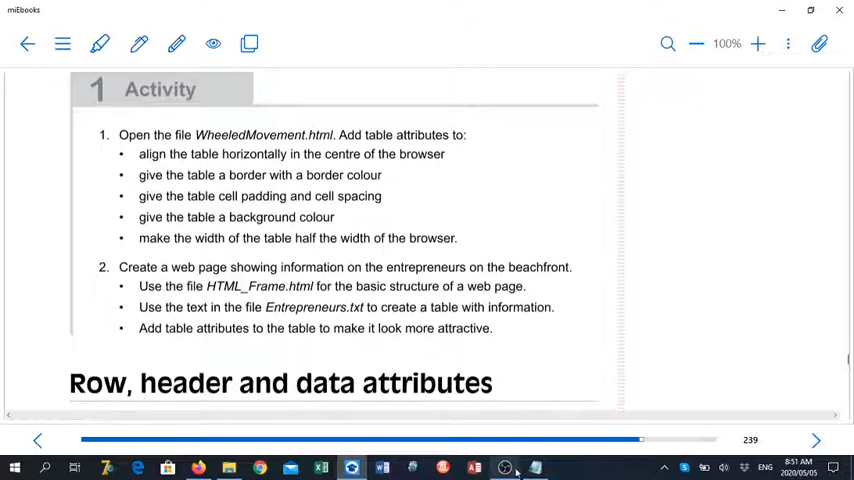 miEbooks
100%
1 Activity
1. Open the file WheeledMovement.html. Add table attributes to:
• align the table horizontally in the centre of the browser
• give the table a border with a border colour
• give the table cell padding and cell spacing
• give the table a background colour
• make the width of the table half the width of the browser.
2. Create a web page showing information on the entrepreneurs on the beachfront.
• Use the file HTML_Frame.html for the basic structure of a web page.
• Use the text in the file Entrepreneurs.txt to create a table with information.
• Add table attributes to the table to make it look more attractive.
Row, header and data attributes
239
ENG
8:51 AM
2020/05/05